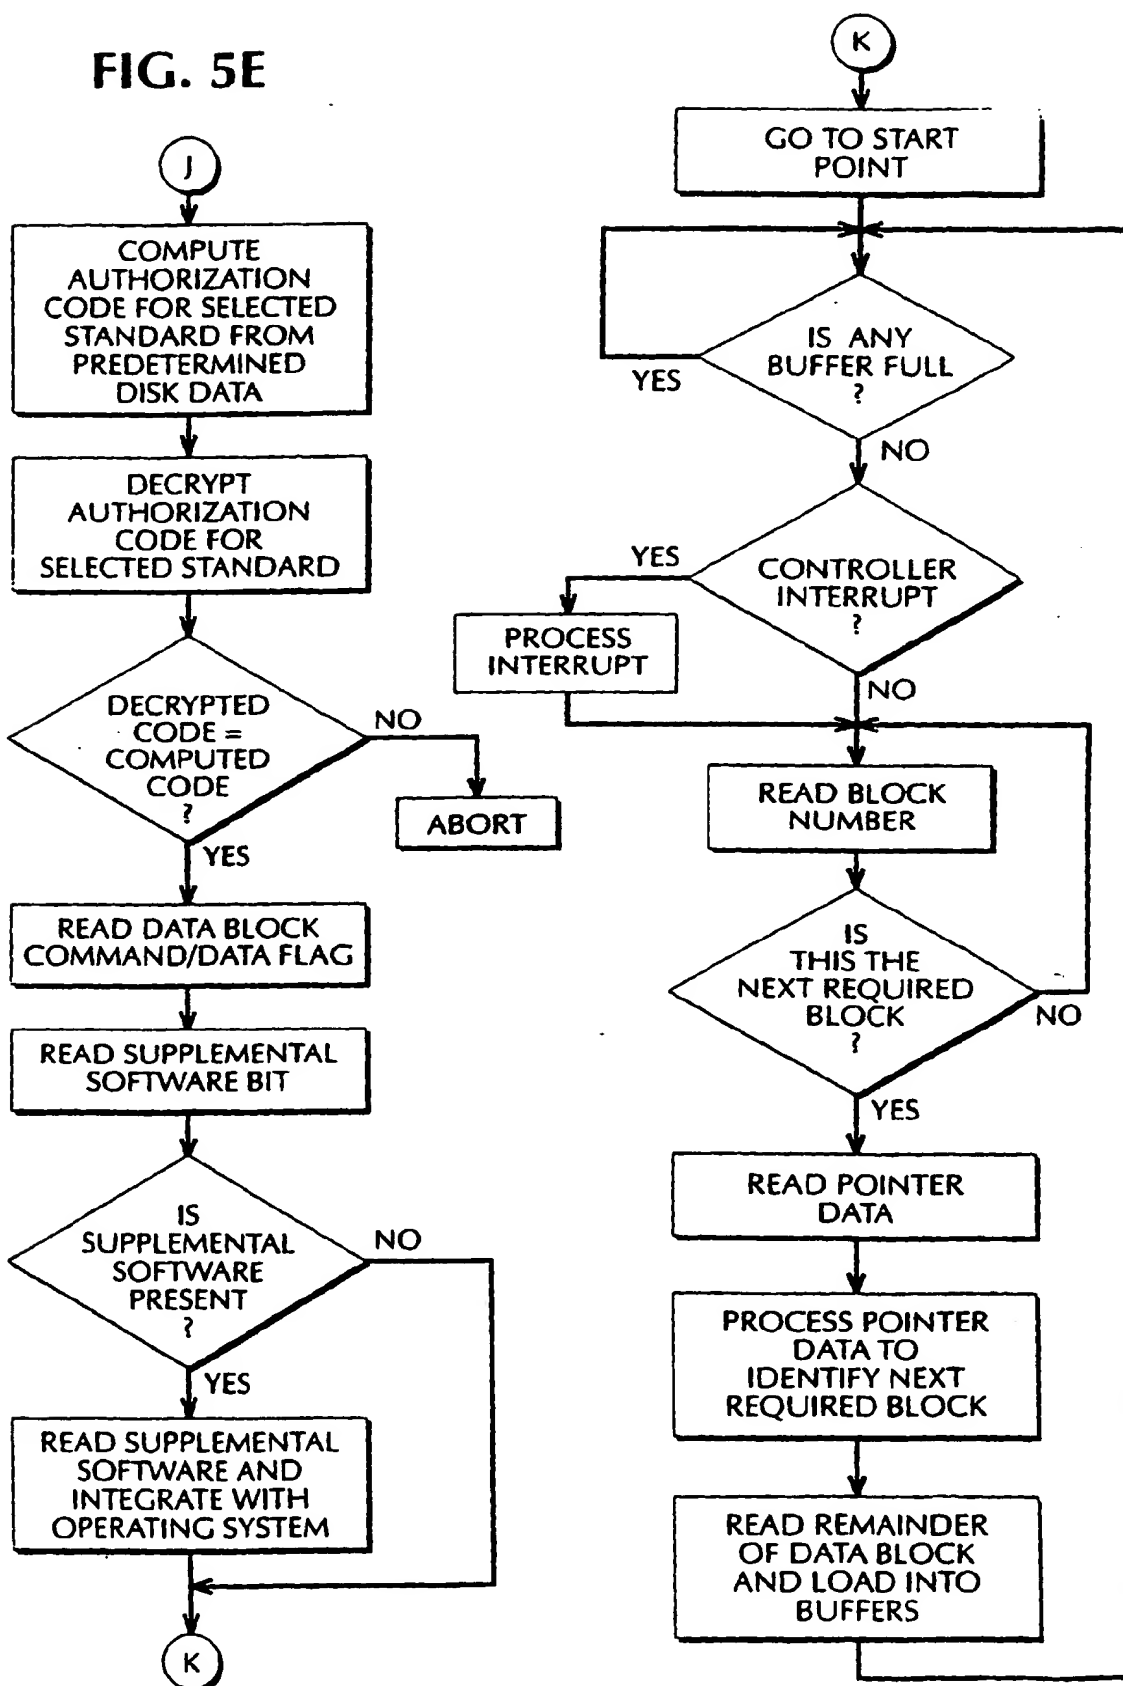 FIG. 5E
J
COMPUTE
AUTHORIZATION
CODE FOR SELECTED
STANDARD FROM
PREDETERMINED
DISK DATA
DECRYPT
AUTHORIZATION
CODE FOR
SELECTED STANDARD
DECRYPTED
CODE =
COMPUTED
CODE
?
NO
ABORT
YES
READ DATA BLOCK
COMMAND/DATA FLAG
READ SUPPLEMENTAL
SOFTWARE BIT
IS
SUPPLEMENTAL
SOFTWARE
PRESENT
?
NO
YES
READ SUPPLEMENTAL
SOFTWARE AND
INTEGRATE WITH
OPERATING SYSTEM
K
K
GO TO START
POINT
IS ANY
BUFFER FULL
?
YES
NO
CONTROLLER
INTERRUPT
?
YES
PROCESS
INTERRUPT
NO
READ BLOCK
NUMBER
IS
THIS THE
NEXT REQUIRED
BLOCK
?
NO
YES
READ POINTER
DATA
PROCESS POINTER
DATA TO
IDENTIFY NEXT
REQUIRED BLOCK
READ REMAINDER
OF DATA BLOCK
AND LOAD INTO
BUFFERS